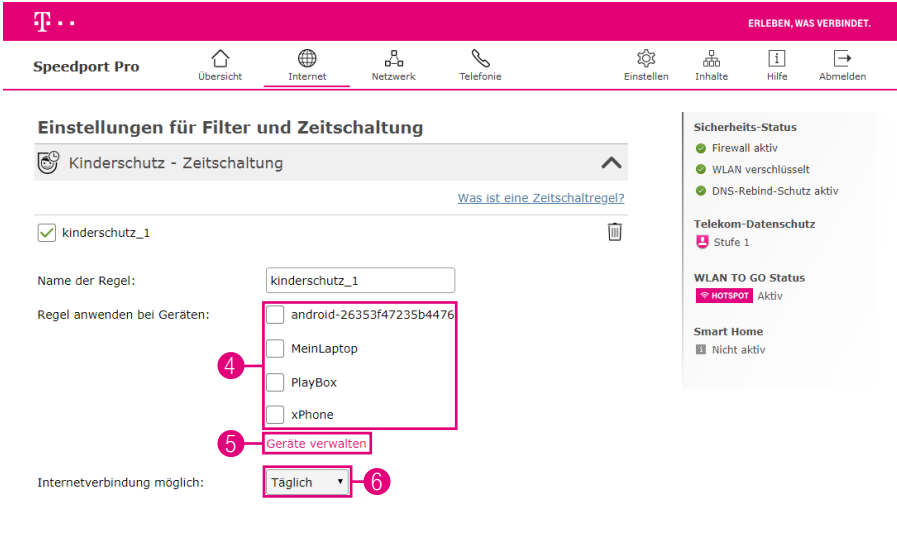 T
ERLEBEN, WAS VERBINDET.
Speedport Pro
Übersicht
Internet
Netzwerk
Telefonie
Einstellen
Inhalte
Hilfe
Abmelden
Einstellungen für Filter und Zeitschaltung
Kinderschutz - Zeitschaltung
Was ist eine Zeitschaltregel?
kinderschutz_1
Name der Regel:
kinderschutz_1
Regel anwenden bei Geräten:
android-26353f47235b4476
MeinLaptop
4
PlayBox
xPhone
5
Geräte verwalten
Internetverbindung möglich:
Täglich
6
Sicherheits-Status
Firewall aktiv
WLAN verschlüsselt
DNS-Rebind-Schutz aktiv
Telekom-Datenschutz
Stufe 1
WLAN TO GO Status
HOTSPOT Aktiv
Smart Home
Nicht aktiv